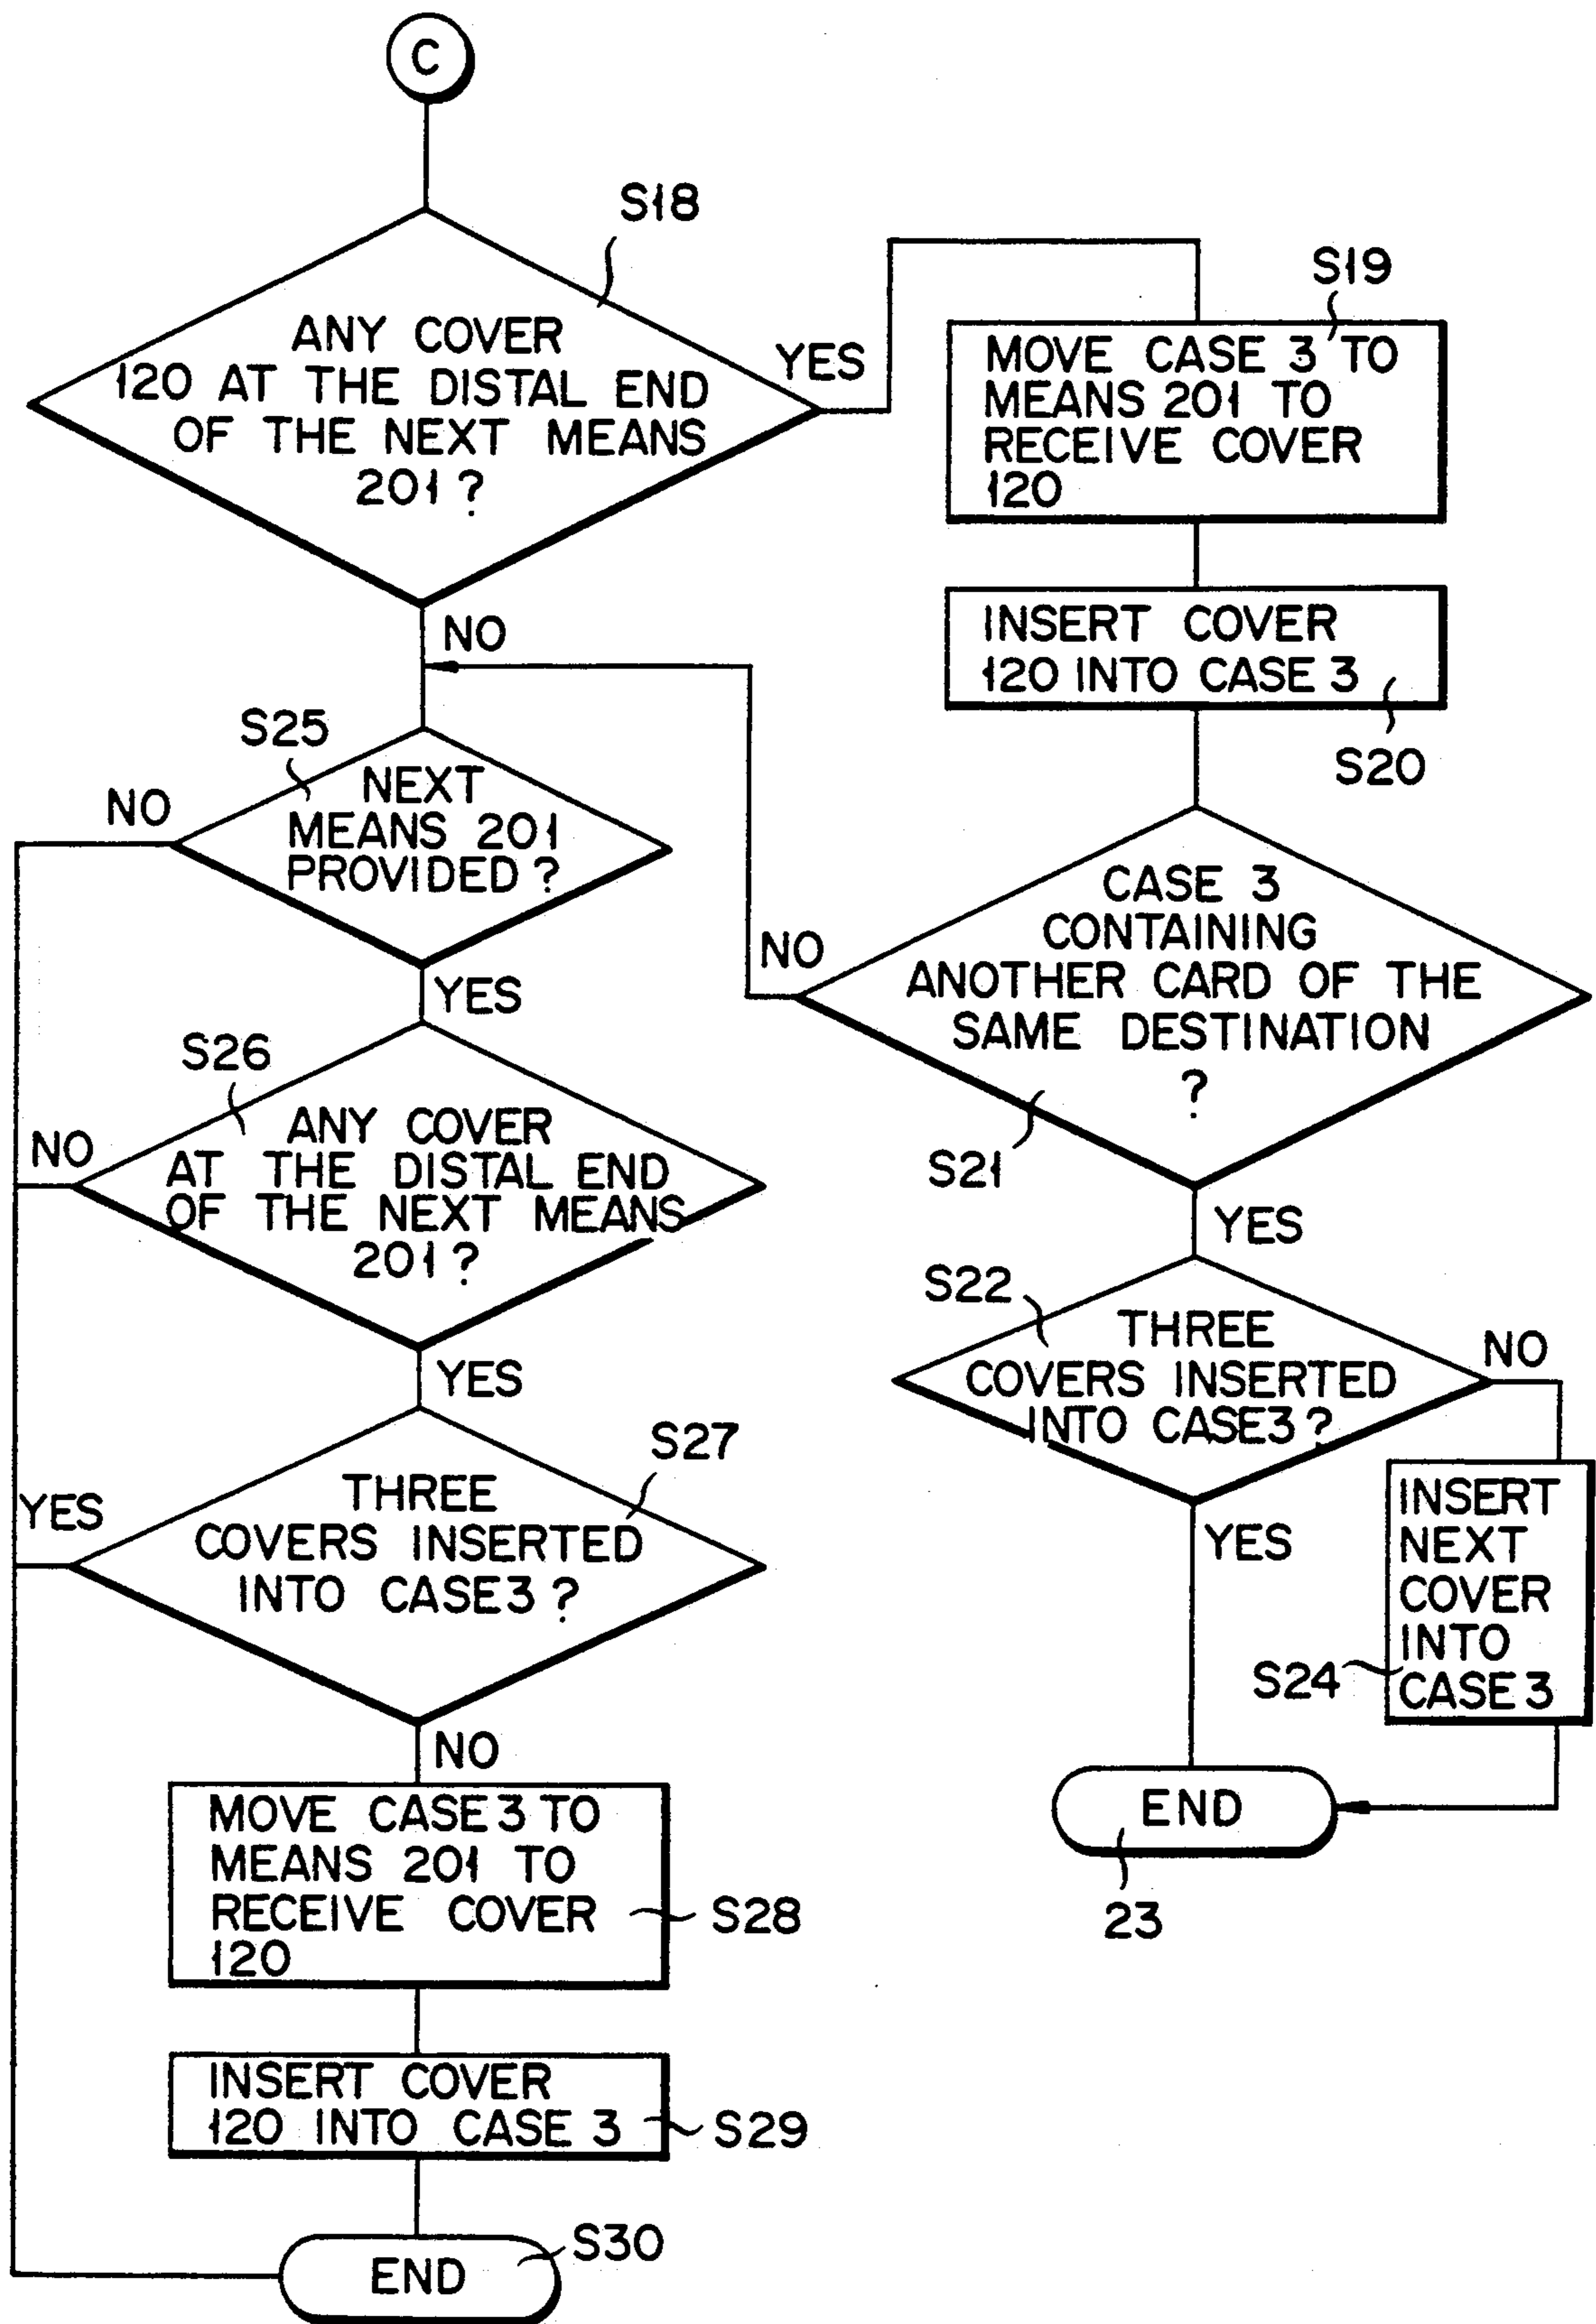 C
S18
ANY COVER
120 AT THE DISTAL END
OF THE NEXT MEANS
201?
YES
S19
MOVE CASE 3 TO
MEANS 201 TO
RECEIVE COVER
120
INSERT COVER
120 INTO CASE 3
S20
NO
S25
NEXT
MEANS 201
PROVIDED?
NO
YES
CASE 3
CONTAINING
ANOTHER CARD OF THE
SAME DESTINATION
?
NO
S21
YES
S26
ANY COVER
AT THE DISTAL END
OF THE NEXT MEANS
201?
NO
YES
S22
THREE
COVERS INSERTED
INTO CASE3?
NO
YES
S27
THREE
COVERS INSERTED
INTO CASE3?
YES
NO
INSERT
NEXT
COVER
INTO
CASE3
S24
END
23
MOVE CASE3 TO
MEANS 201 TO
RECEIVE COVER
120
S28
INSERT COVER
120 INTO CASE 3
S29
END
S30